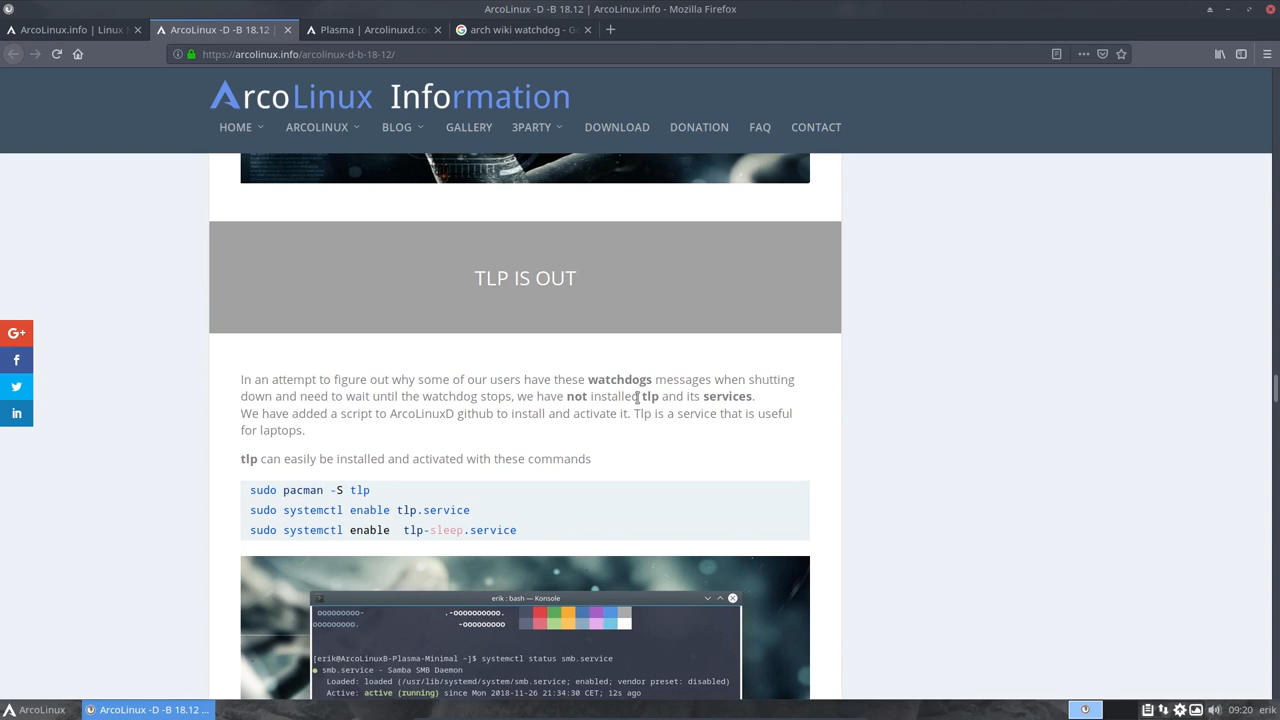 ArcoLinux -D -B 18.12 | ArcoLinux.info - Mozilla Firefox
ArcoLinux.info | Linux
ArcoLinux -D -B 18.12 |
Plasma | Arcolinuxd.co
arch wiki watchdog - G
https://arcolinux.info/arcolinux-d-b-18-12/
ArcoLinux Information
HOME ARCOLINUX BLOG GALLERY 3PARTY DOWNLOAD DONATION FAQ CONTACT
TLP IS OUT
G+
In an attempt to figure out why some of our users have these watchdogs messages when shutting
down and need to wait until the watchdog stops, we have not installed tlp and its services.
We have added a script to ArcoLinuxD github to install and activate it. Tlp is a service that is useful
for laptops.
tlp can easily be installed and activated with these commands
sudo pacman -S tlp
sudo systemctl enable tlp.service
sudo systemctl enable  tlp-sleep.service
erik : bash — Konsole
ooooooooo- .-oooooooooo.
ooooooooo. -ooooooooo
[erik@ArcoLinuxB-Plasma-Minimal ~]$ systemctl status smb.service
● smb.service - Samba SMB Daemon
Loaded: loaded (/usr/lib/systemd/system/smb.service; enabled; vendor preset: disabled)
Active: active (running) since Mon 2018-11-26 21:34:30 CET; 12s ago
ArcoLinux
ArcoLinux -D -B 18.12 ...
09:20 erik